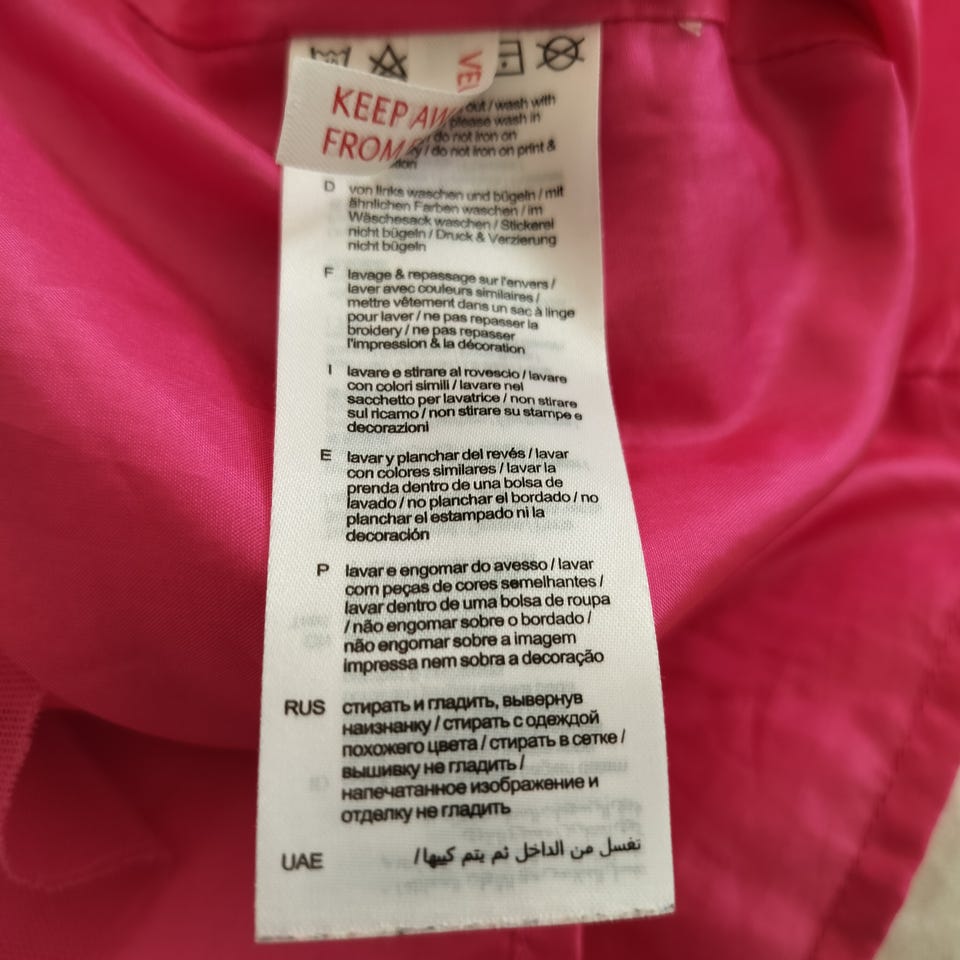 VE
KEEP AW
FROM
out / wash with
please wash in
do not iron on
/ do not iron on print &
D von links waschen und bügeln / mit
ähnlichen Farben waschen / im
Wäschesack waschen / Stickerei
nicht bügeln / Druck & Verzierung
nicht bügeln
F lavage & repassage sur l'envers /
laver avec couleurs similaires /
mettre vêtement dans un sac à linge
pour laver / ne pas repasser la
broidery / ne pas repasser
l'impression & la décoration
I lavare e stirare al rovescio / lavare
con colori simili / lavare nel
sacchetto per lavatrice / non stirare
sul ricamo / non stirare su stampe e
decorazioni
E lavar y planchar del revés / lavar
con colores similares / lavar la
prenda dentro de una bolsa de
lavado / no planchar el bordado / no
planchar el estampado ni la
decoración
P lavar e engomar do avesso / lavar
com peças de cores semelhantes /
lavar dentro de uma bolsa de roupa
/ não engomar sobre o bordado /
não engomar sobre a imagem
impressa nem sobra a decoração
RUS стирать и гладить, вывернув
наизнанку / стирать с одеждой
похожего цвета / стирать в сетке /
вышивку не гладить /
напечатанное изображение и
отделку не гладить
UAE تغسل من الداخل ثم يتم كيها/